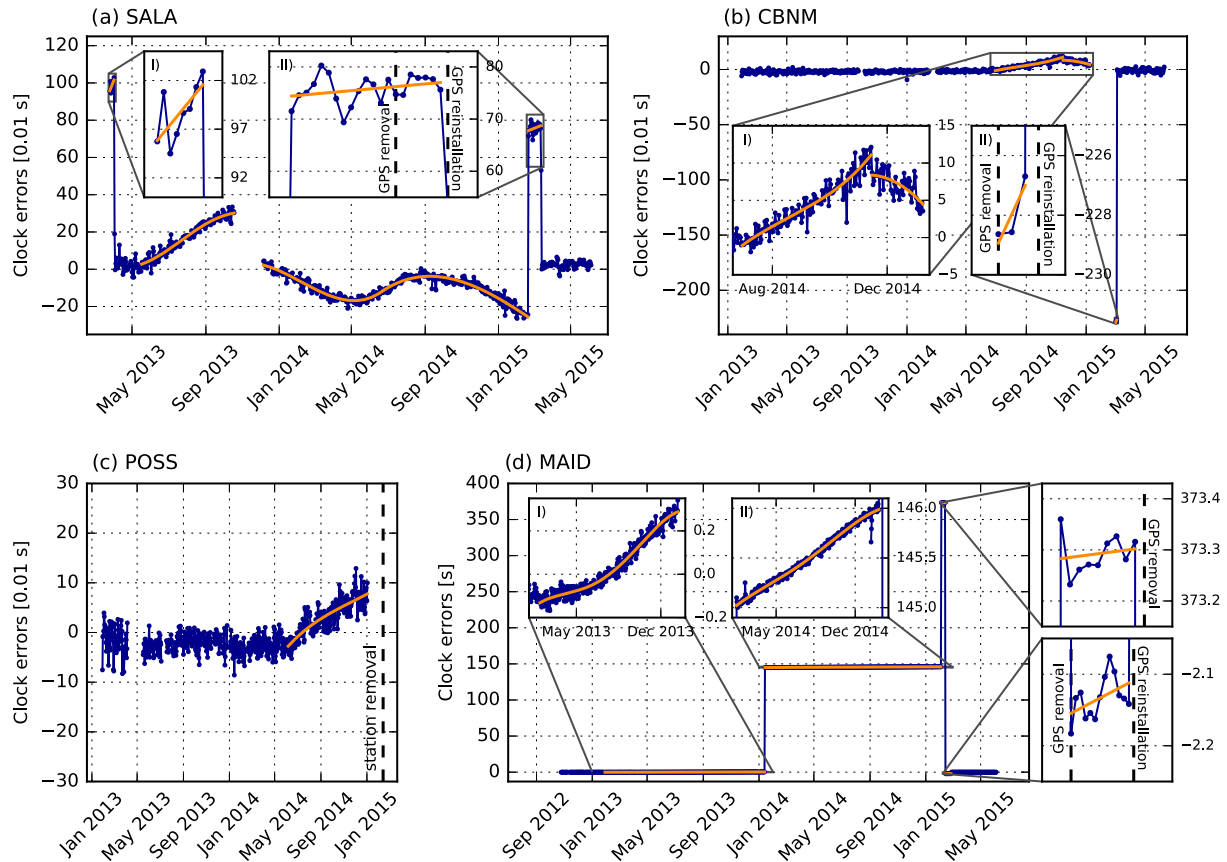 (a) SALA
Clock errors [0.01 s]
120
100
80
60
40
20
0
−20
I)
102
97
92
II)
80
70
60
GPS removal
GPS reinstallation
May 2013
Sep 2013
Jan 2014
May 2014
Sep 2014
Jan 2015
May 2015
(b) CBNM
Clock errors [0.01 s]
0
−50
−100
−150
−200
I)
15
10
5
0
−5
Aug 2014
Dec 2014
II)
−226
−228
−230
GPS removal
GPS reinstallation
Jan 2013
May 2013
Sep 2013
Jan 2014
May 2014
Sep 2014
Jan 2015
May 2015
(c) POSS
Clock errors [0.01 s]
30
20
10
0
−10
−20
−30
station removal
Jan 2013
May 2013
Sep 2013
Jan 2014
May 2014
Sep 2014
Jan 2015
(d) MAID
Clock errors [s]
400
350
300
250
200
150
100
50
0
I)
0.2
0.0
−0.2
May 2013
Dec 2013
II)
146.0
145.5
145.0
May 2014
Dec 2014
373.4
373.3
373.2
GPS removal
−2.1
−2.2
GPS removal
GPS reinstallation
Sep 2012
Jan 2013
May 2013
Sep 2013
Jan 2014
May 2014
Sep 2014
Jan 2015
May 2015